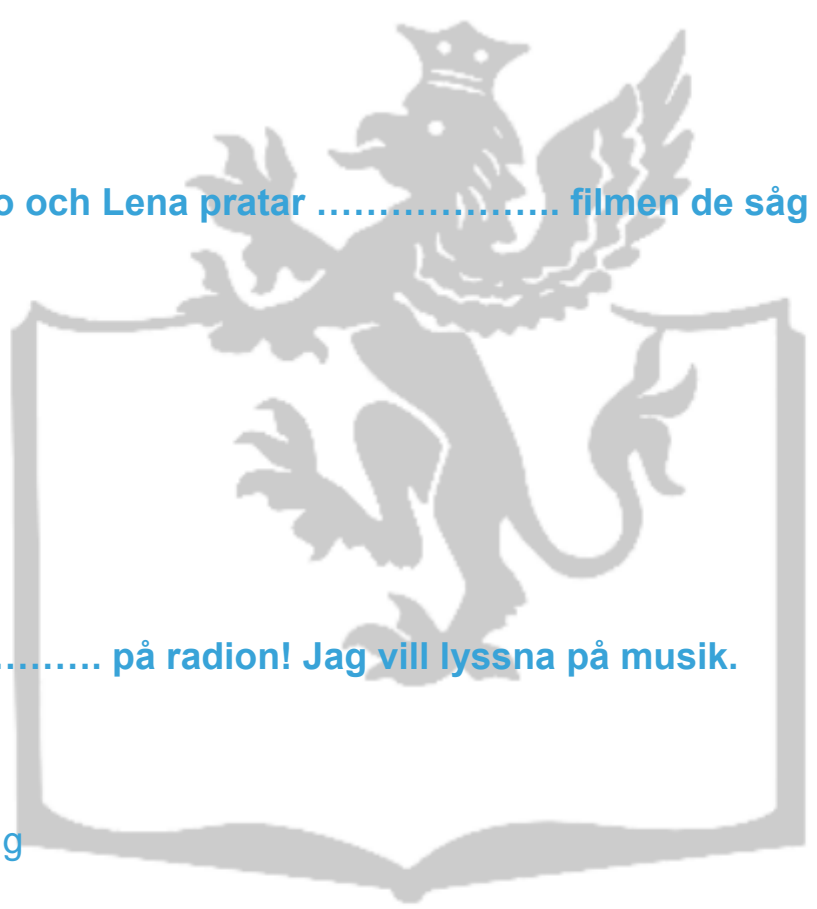 o och Lena pratar …………………. filmen de såg
………. på radion! Jag vill lyssna på musik.
g